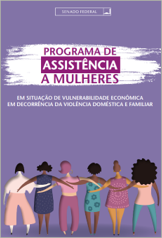 SENADO FEDERAL
PROGRAMA DE
ASSISTÊNCIA
A MULHERES
EM SITUAÇÃO DE VULNERABILIDADE ECONÔMICA
EM DECORRÊNCIA DA VIOLÊNCIA DOMÉSTICA E FAMILIAR